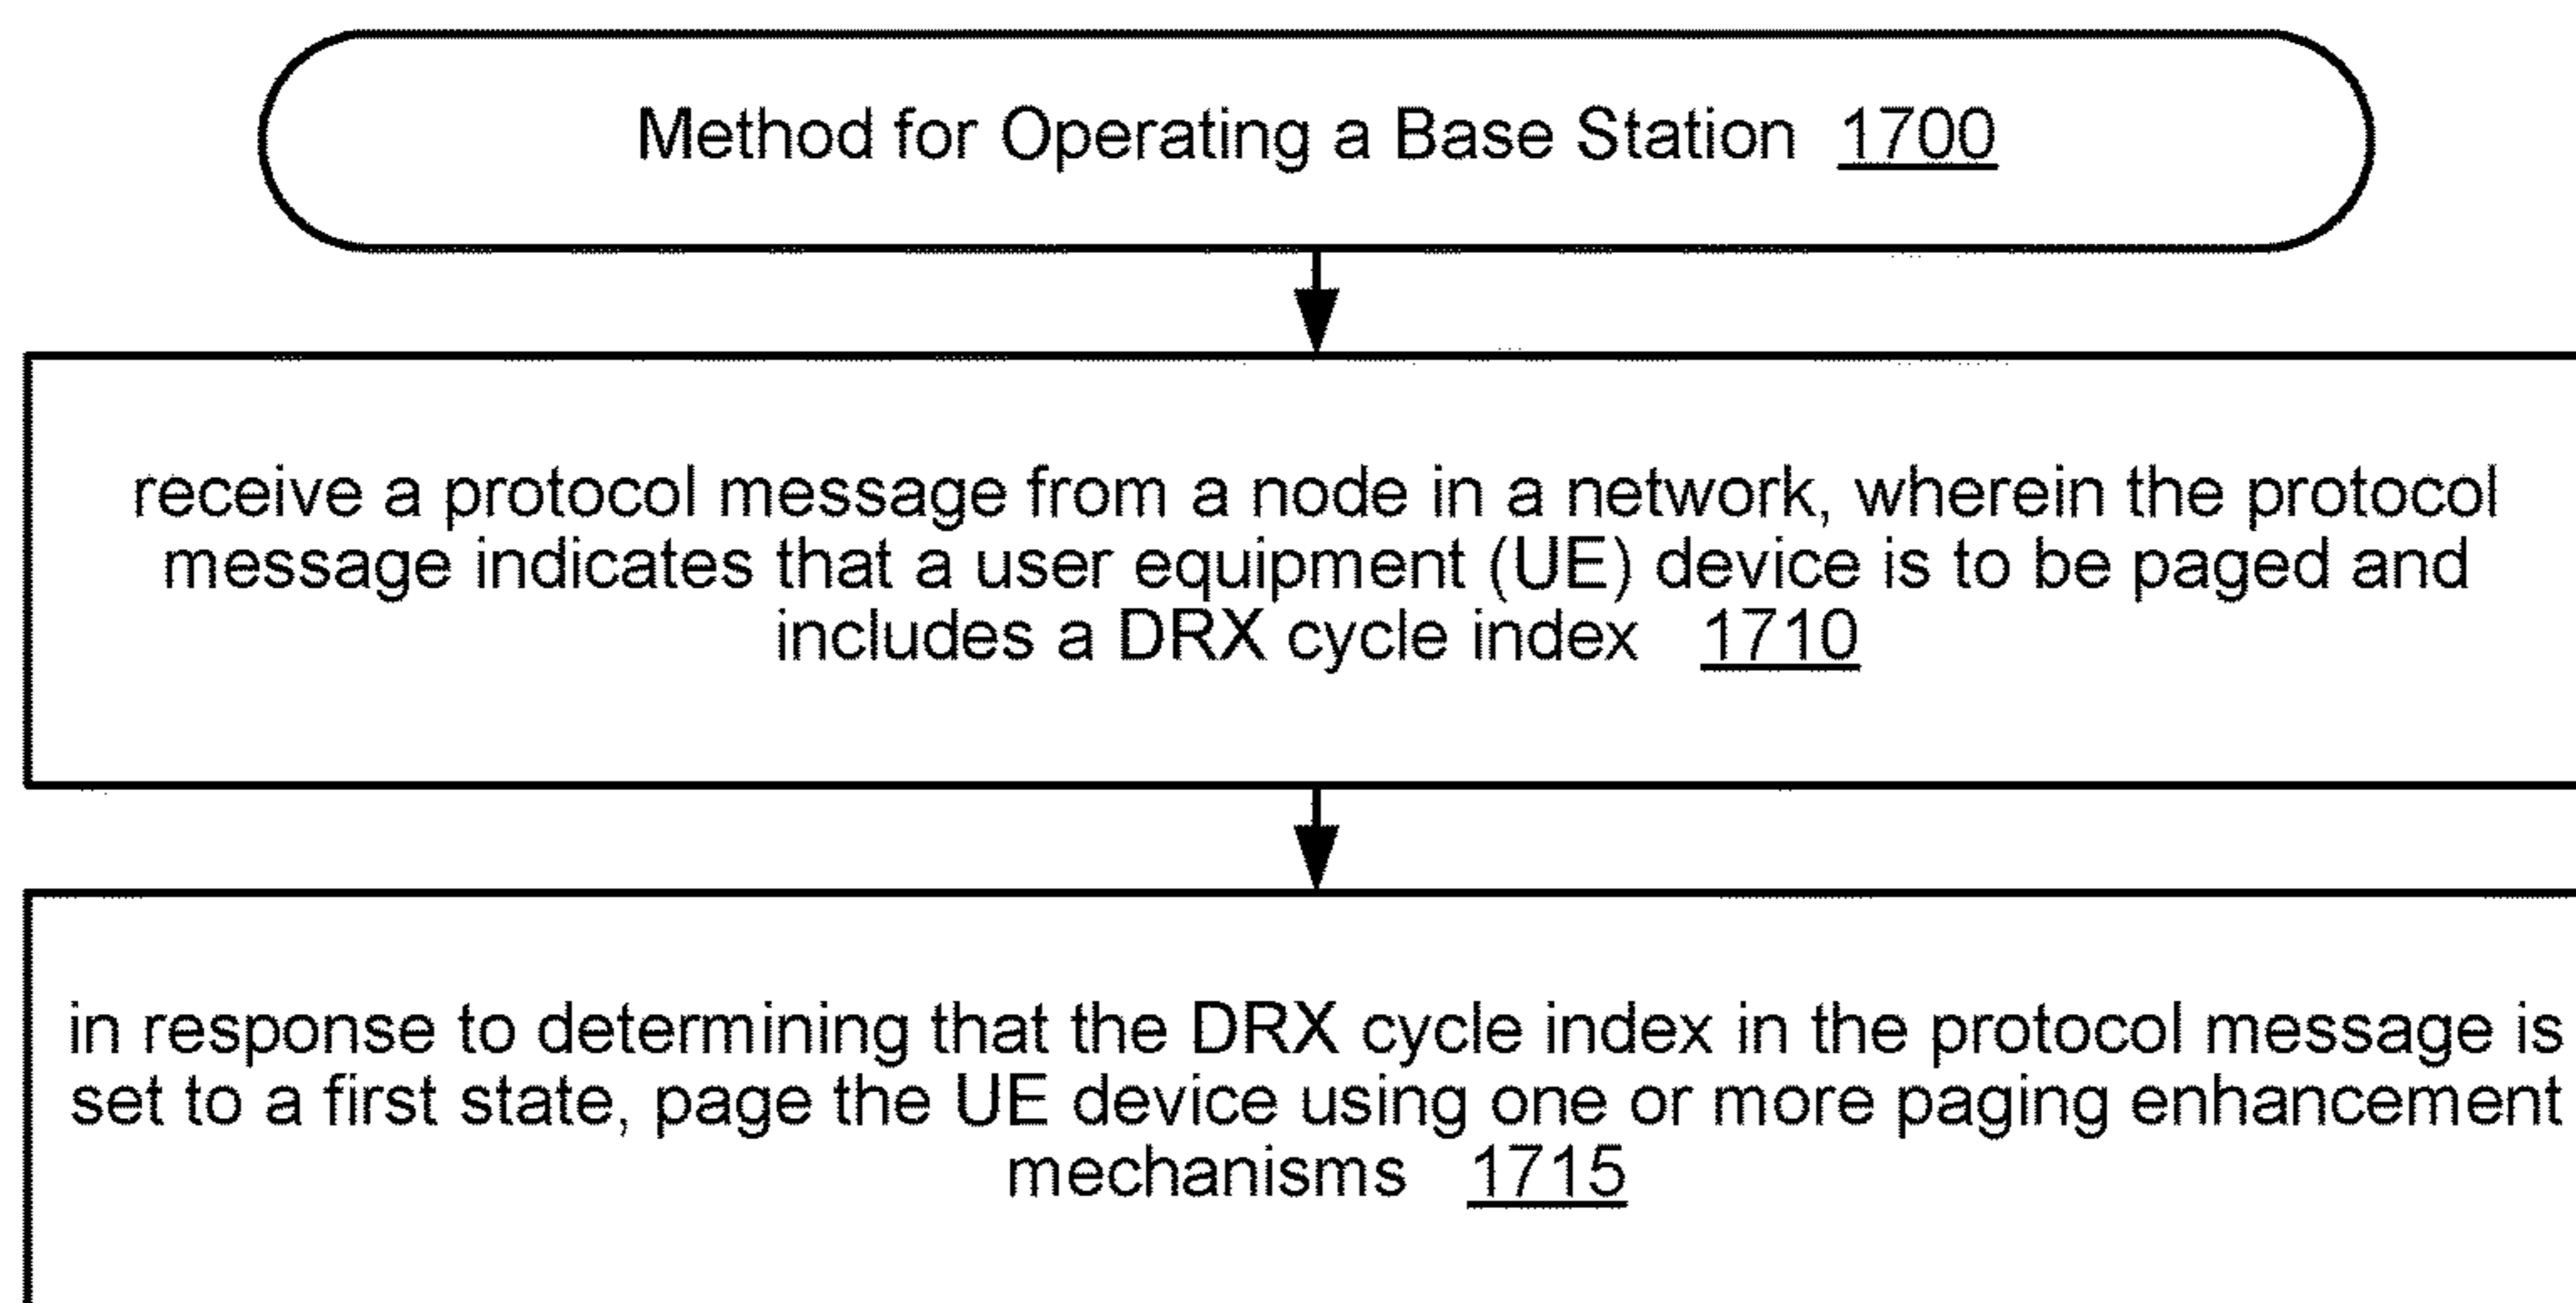 Method for Operating a Base Station 1700
receive a protocol message from a node in a network, wherein the protocol
message indicates that a user equipment (UE) device is to be paged and
includes a DRX cycle index 1710
in response to determining that the DRX cycle index in the protocol message is
set to a first state, page the UE device using one or more paging enhancement
mechanisms 1715